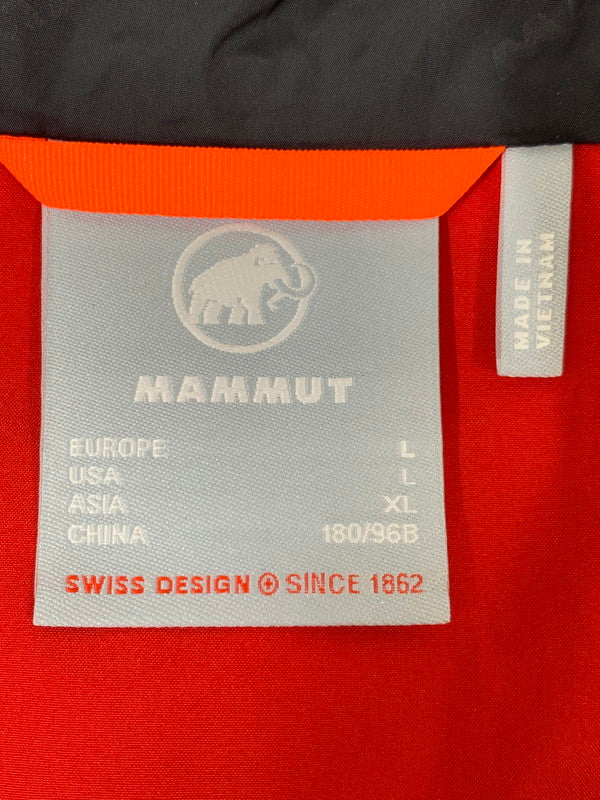 MAMMUT
EUROPE L
USA L
ASIA XL
CHINA 180/96B
SWISS DESIGN SINCE 1862
MADE IN
VIETNAM